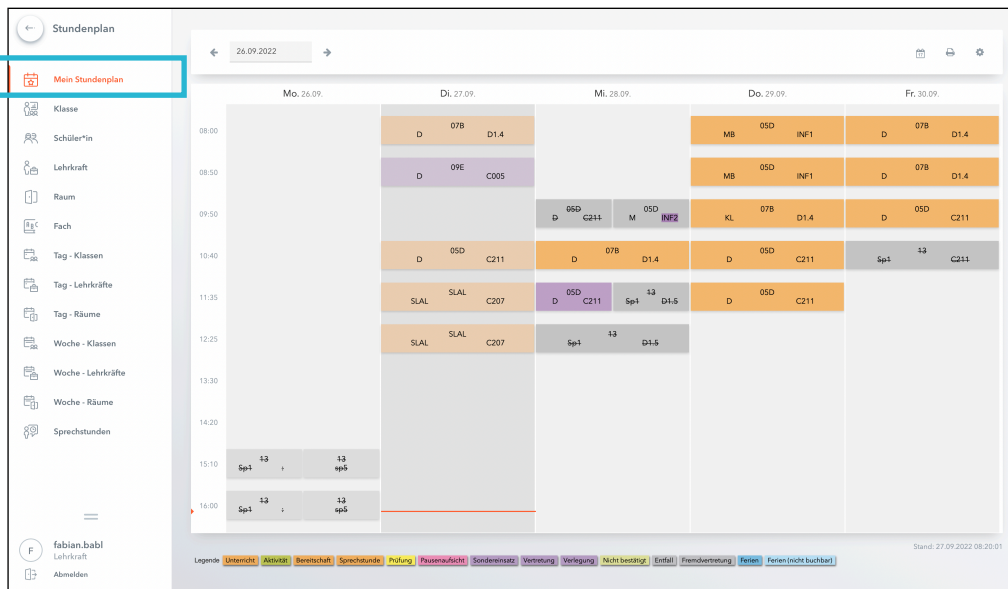 Stundenplan
Mein Stundenplan
Klasse
Schüler*in
Lehrkraft
Raum
Fach
Tag - Klassen
Tag - Lehrkräfte
Tag - Räume
Woche - Klassen
Woche - Lehrkräfte
Woche - Räume
Sprechstunden
F
fabian.babl
Lehrkraft
Abmelden
26.09.2022
Mo. 26.09. Di. 27.09. Mi. 28.09. Do. 29.09. Fr. 30.09.
08:00
07B
D D1.4
05D
MB INF1
07B
D D1.4
08:50
09E
D C005
05D
MB INF1
07B
D D1.4
09:50
05D
D C211
05D
M INF2
07B
KL D1.4
05D
D C211
10:40
05D
D C211
07B
D D1.4
05D
D C211
13
Sp1 C211
11:35
SLAL
SLAL C207
05D
D C211
13
Sp1 D1.5
05D
D C211
12:25
SLAL
SLAL C207
13
Sp1 D1.5
13:30
14:20
15:10
13
Sp1 ;
13
sp5
16:00
13
Sp1 ;
13
sp5
Stand: 27.09.2022 08:20:01
Legende Unterricht Aktivität Bereitschaft Sprechstunde Prüfung Pausenaufsicht Sondereinsatz Vertretung Verlegung Nicht bestätigt Entfall Fremdvertretung Ferien Ferien (nicht buchbar)